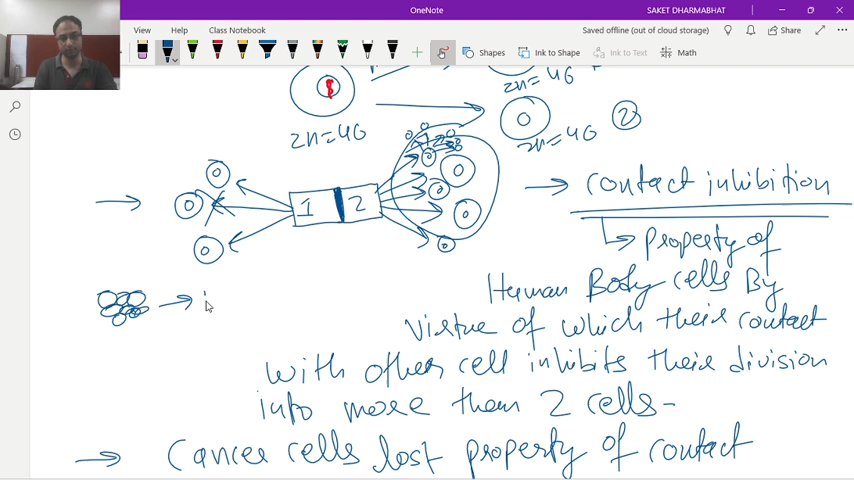 OneNote
SAKET DHARMABHAT
View Help Class Notebook
Saved offline (out of cloud storage)
Share
Shapes
Ink to Shape
Ink to Text
Math
2n=46
2n=46
2n=46
2
1 2
contact inhibition
property of
Human Body cells By
virtue of which their contact
with other cell inhibits their division
into more than 2 cells-
Cancer cells lost property of contact